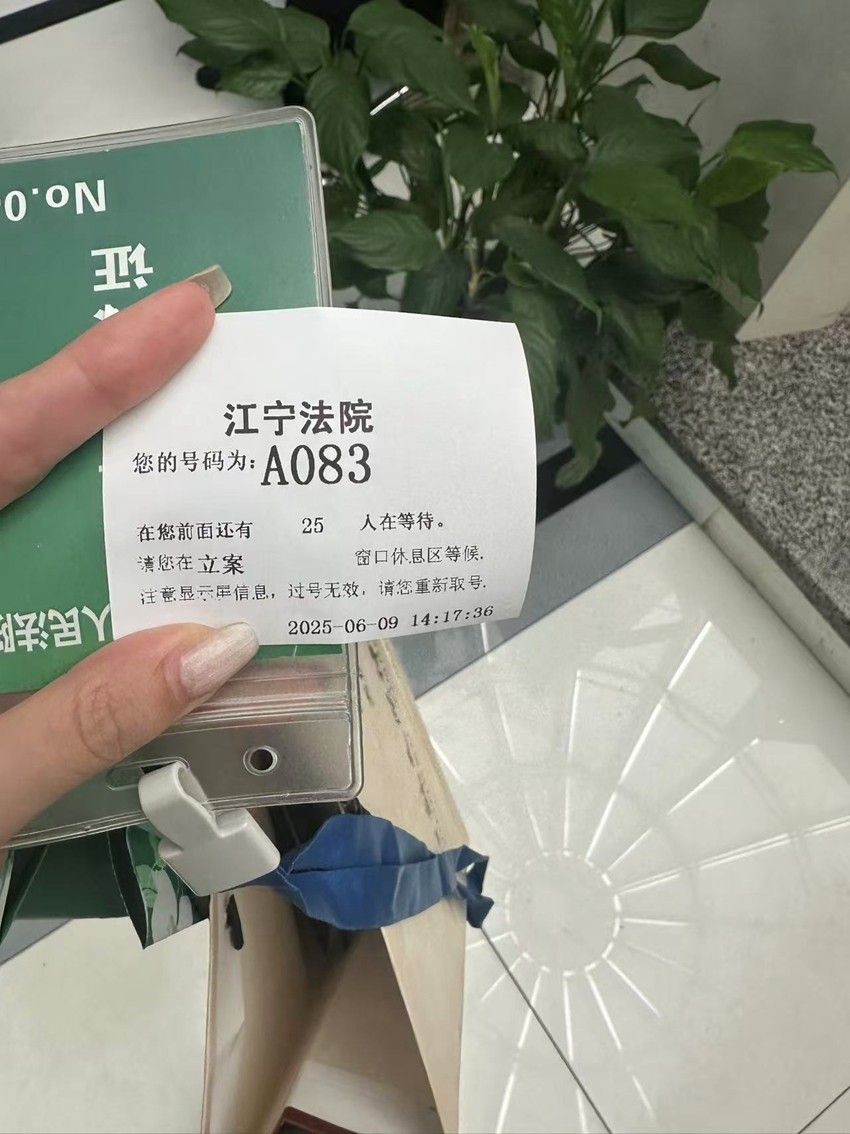 No.0
证
人民法院
江宁法院
您的号码为: A083
在您前面还有 25 人在等待。
请您在 立案 窗口休息区等候.
注意显示屏信息，过号无效，请您重新取号.
2025-06-09 14:17:36